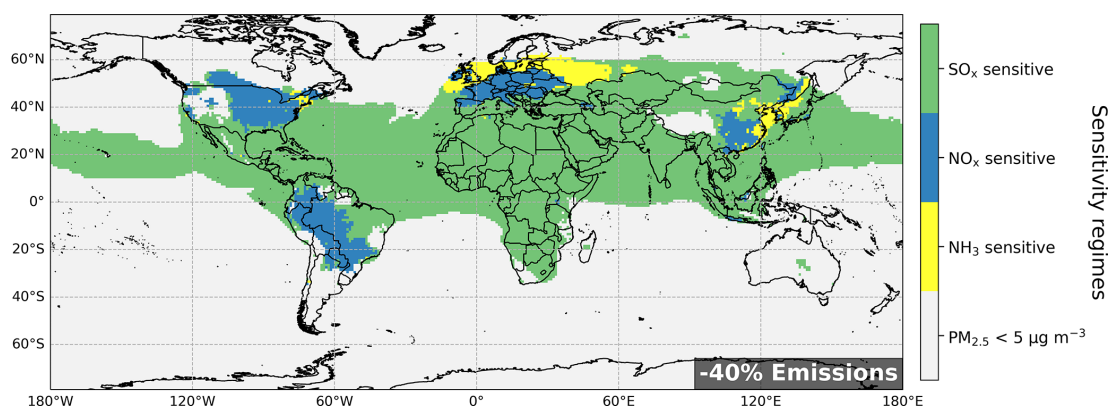 60°N
40°N
20°N
0°
20°S
40°S
60°S
180°W
120°W
60°W
0°
60°E
120°E
180°E
-40% Emissions
SOₓ sensitive
NOₓ sensitive
NH₃ sensitive
PM₂.₅ < 5 µg m⁻³
Sensitivity regimes